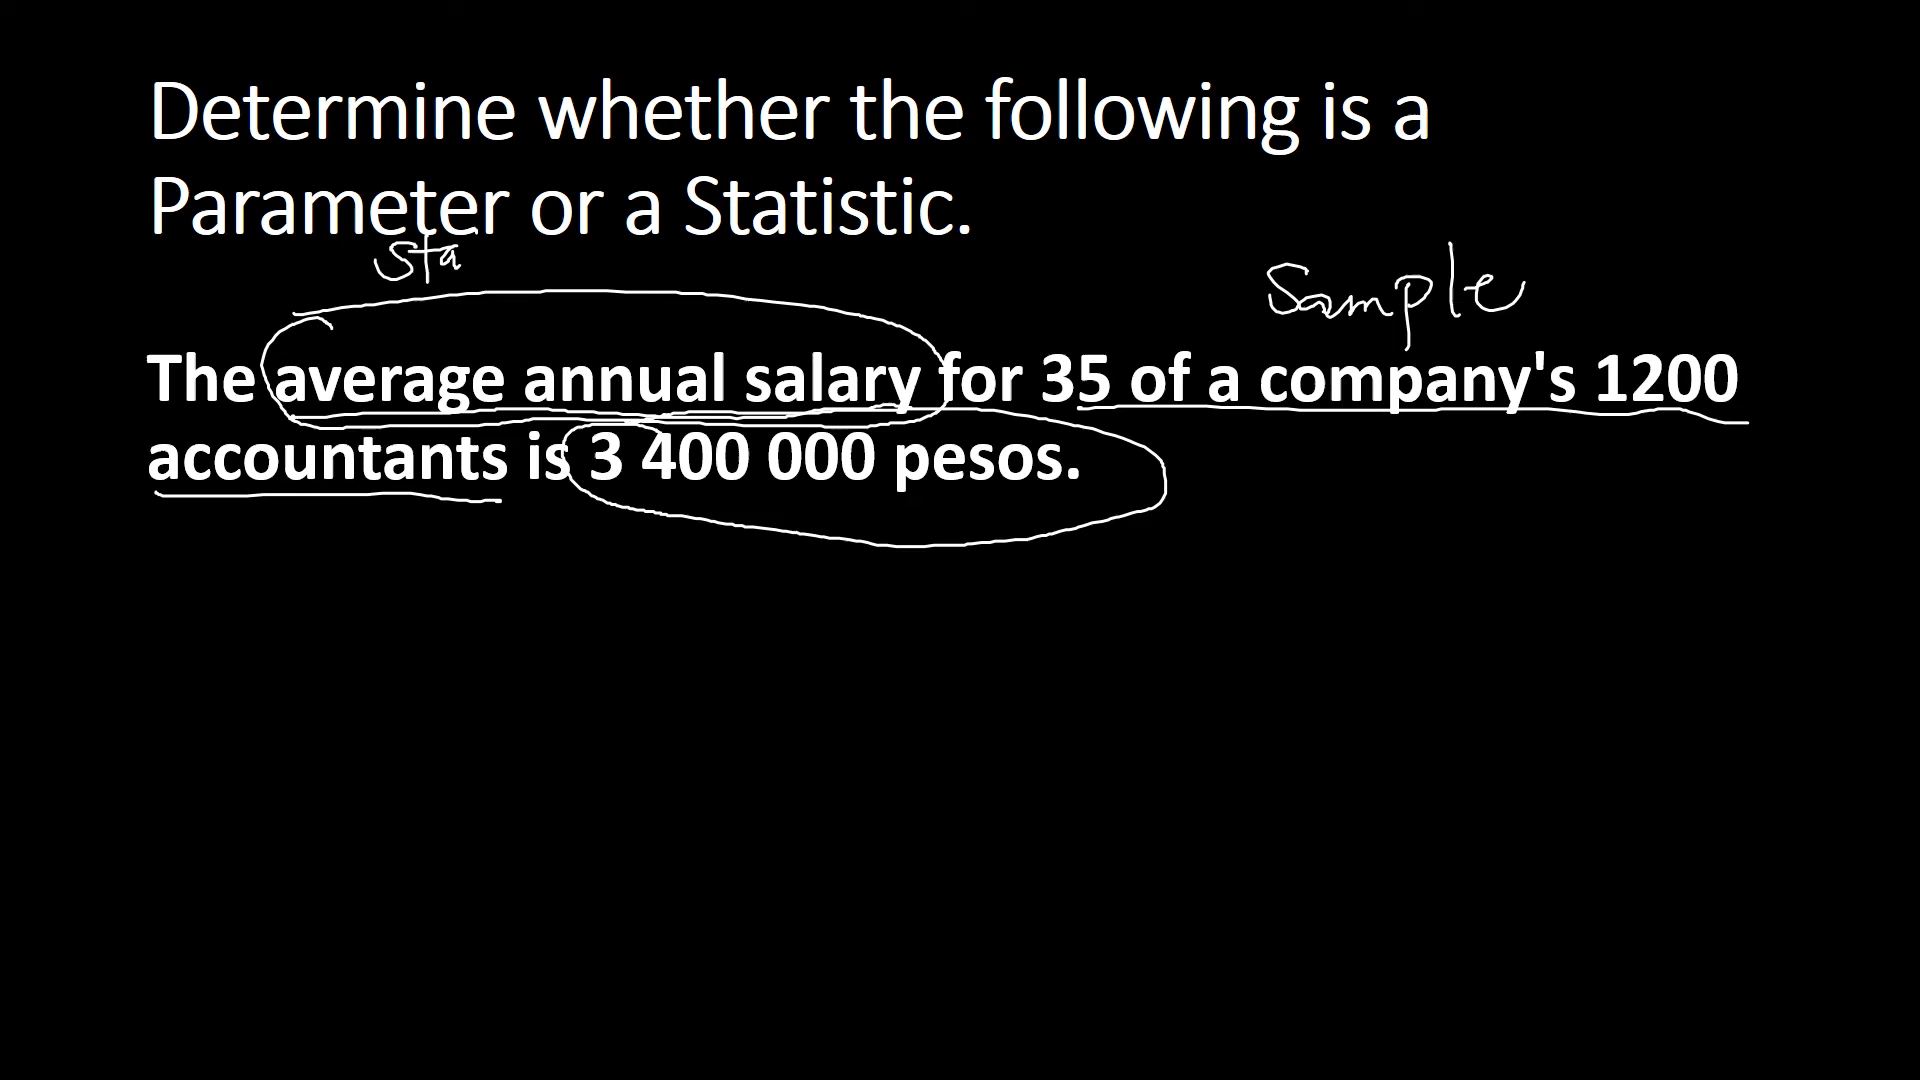 Determine whether the following is a
Parameter or a Statistic.
Sta
Sample
The average annual salary for 35 of a company's 1200
accountants is 3 400 000 pesos.